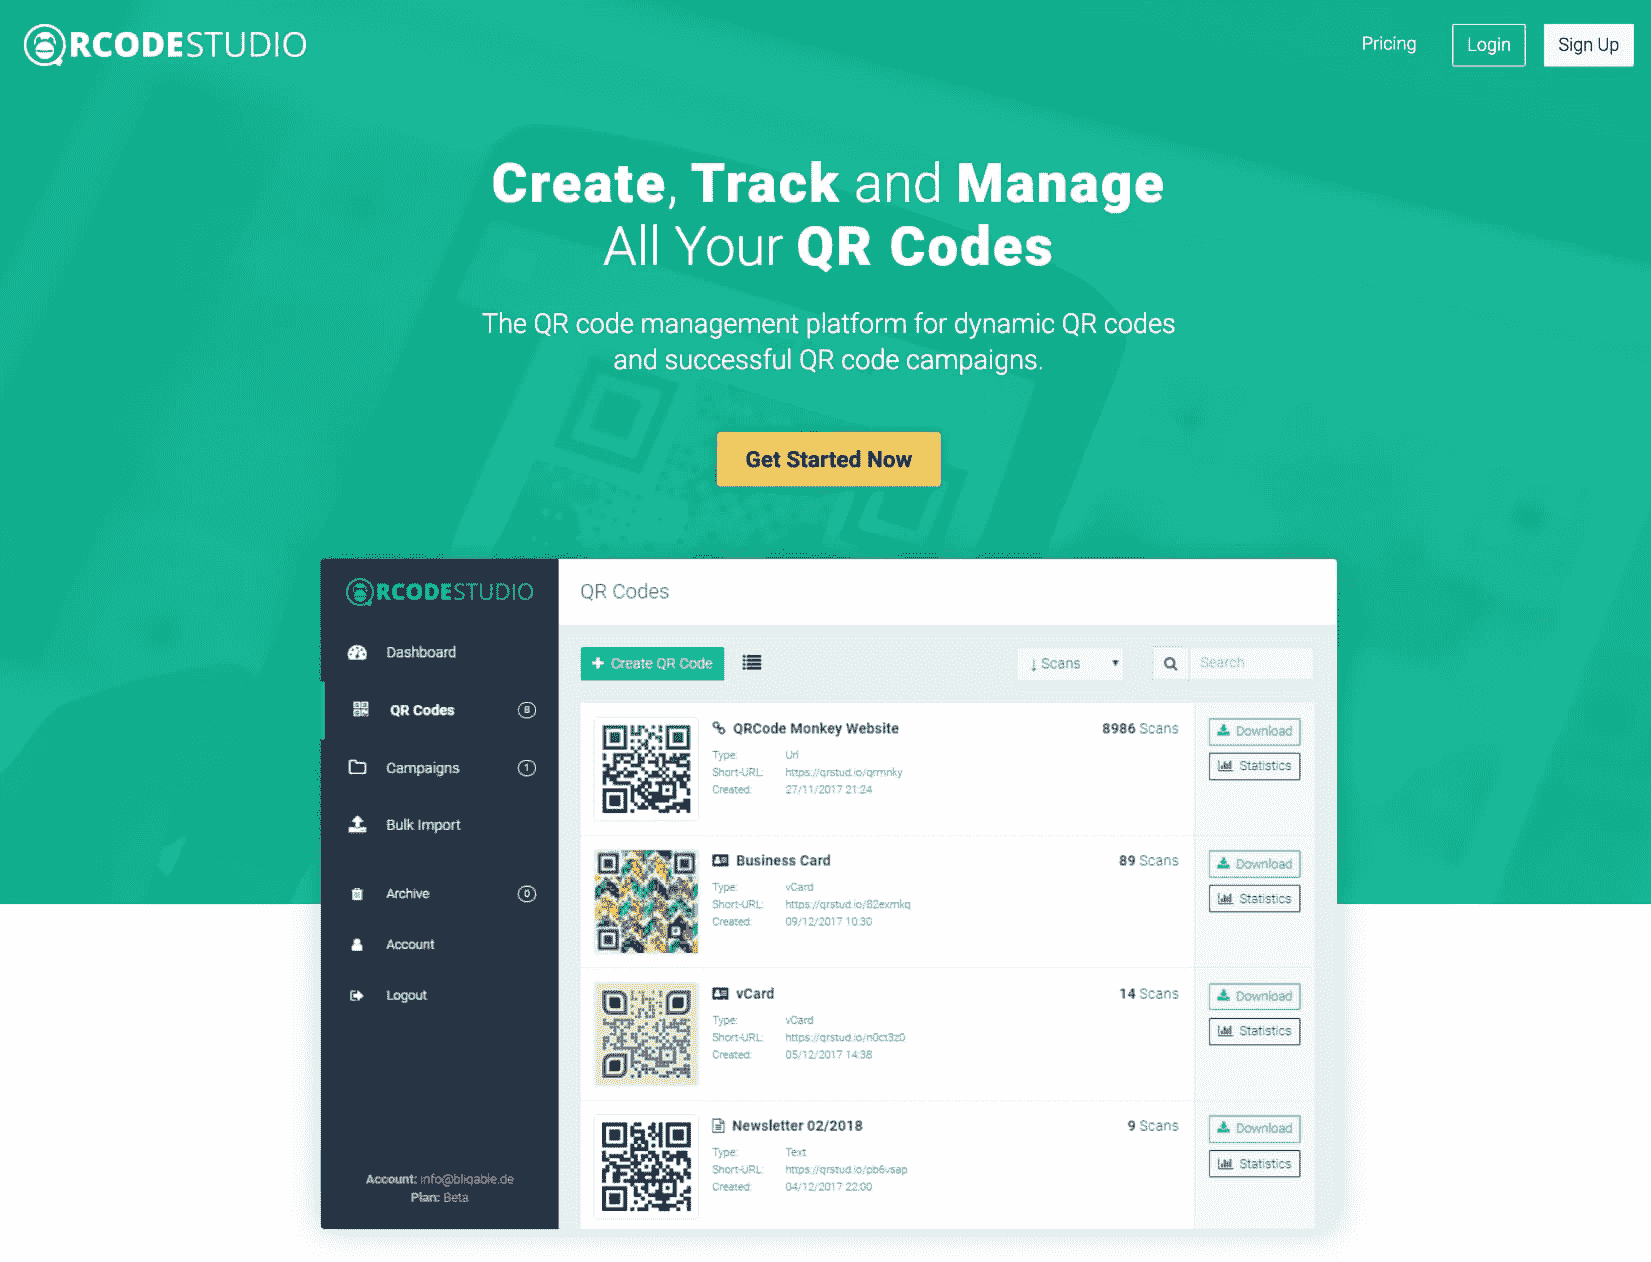 QRCODESTUDIO
Pricing
Login
Sign Up
Create, Track and Manage
All Your QR Codes
The QR code management platform for dynamic QR codes
and successful QR code campaigns.
Get Started Now
QRCODESTUDIO
Dashboard
QR Codes 8
Campaigns 1
Bulk Import
Archive 0
Account
Logout
Account: info@bliqable.de
Plan: Beta
QR Codes
+ Create QR Code
↓ Scans
Search
QRCode Monkey Website
8986 Scans
Type: Url
Short-URL: https://qrstud.io/qrmnky
Created: 27/11/2017 21:24
Download
Statistics
Business Card
89 Scans
Type: vCard
Short-URL: https://qrstud.io/82exmkq
Created: 09/12/2017 10:30
Download
Statistics
vCard
14 Scans
Type: vCard
Short-URL: https://qrstud.io/n0ct3z0
Created: 05/12/2017 14:38
Download
Statistics
Newsletter 02/2018
9 Scans
Type: Text
Short-URL: https://qrstud.io/pb6vsap
Created: 04/12/2017 22:00
Download
Statistics